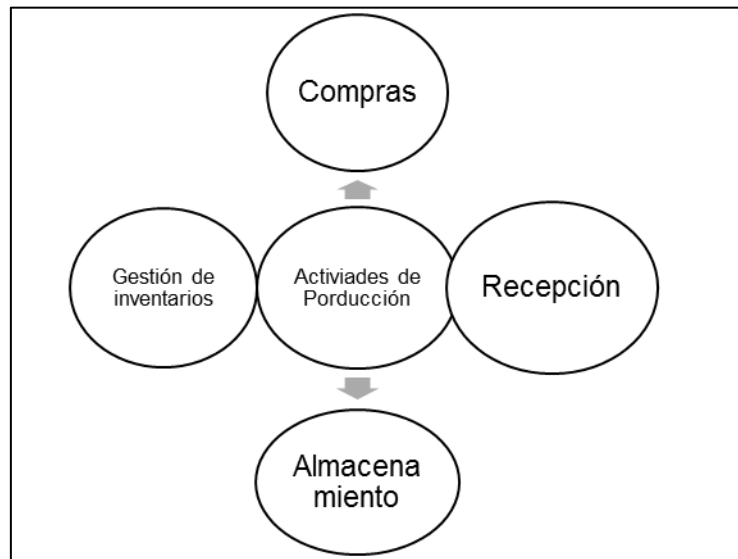 Compras
Gestión de
inventarios
Activiades de
Porducción
Recepción
Almacena
miento